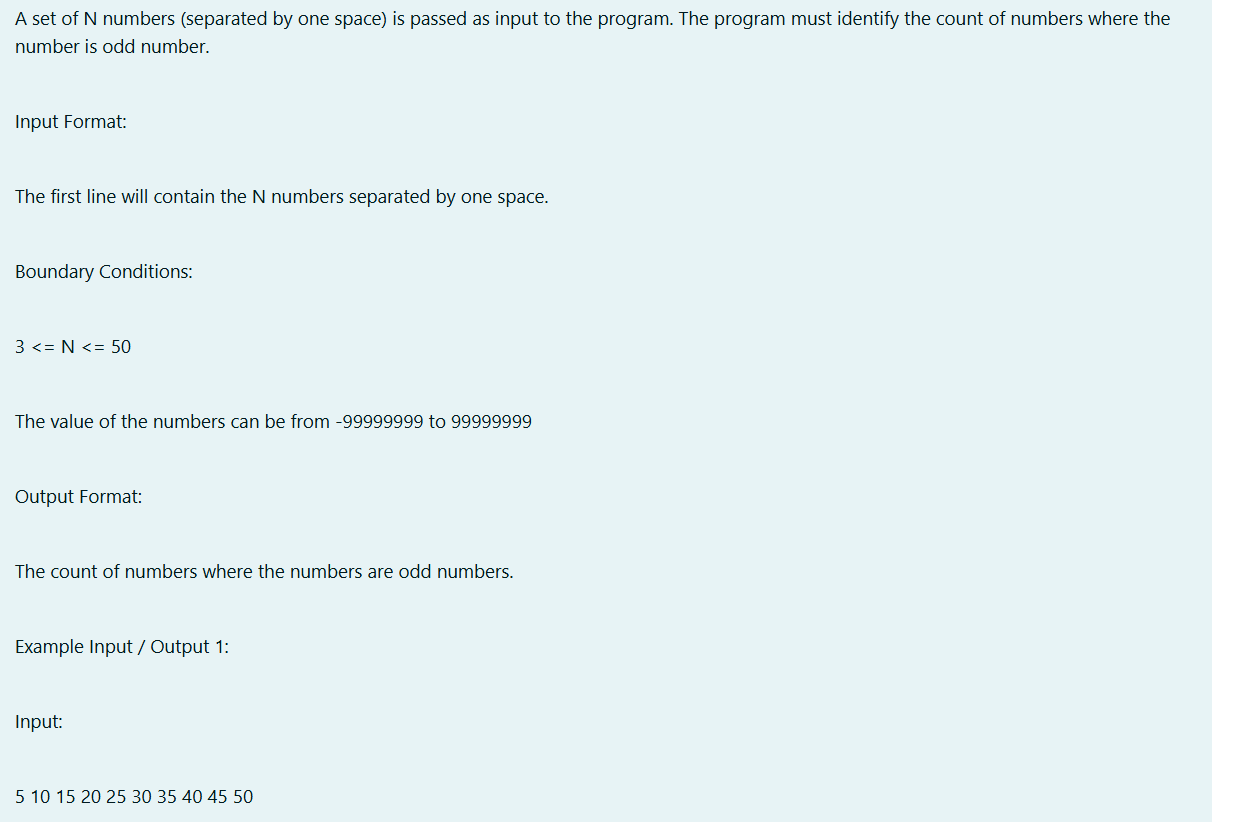 A set of N numbers (separated by one space) is passed as input to the program. The program must identify the count of numbers where the
number is odd number.
Input Format:
The first line will contain the N numbers separated by one space.
Boundary Conditions:
3 <= N <= 50
The value of the numbers can be from -99999999 to 99999999
Output Format:
The count of numbers where the numbers are odd numbers.
Example Input / Output 1:
Input:
5 10 15 20 25 30 35 40 45 50